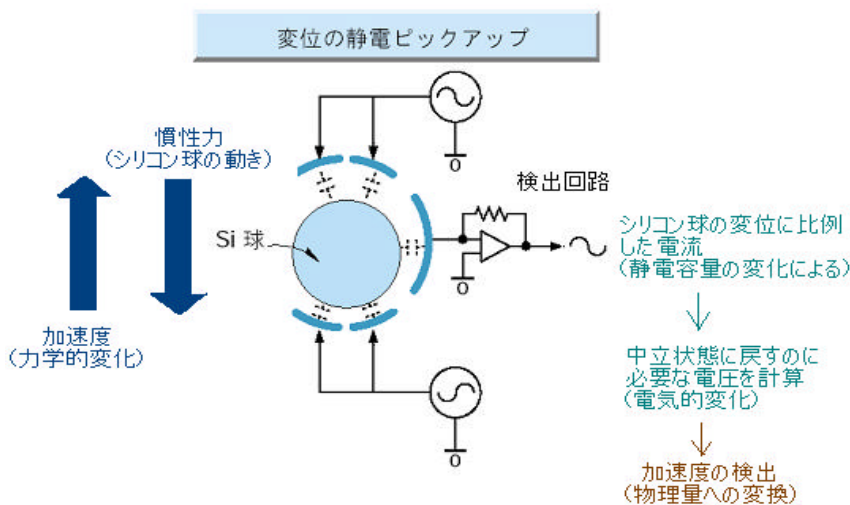 変位の静電ピックアップ
慣性力
(シリコン球の動き)
検出回路
Si 球
0
0
0
加速度
(力学的変化)
シリコン球の変位に比例
した電流
(静電容量の変化による)
中立状態に戻すのに
必要な電圧を計算
(電気的変化)
加速度の検出
(物理量への変換)